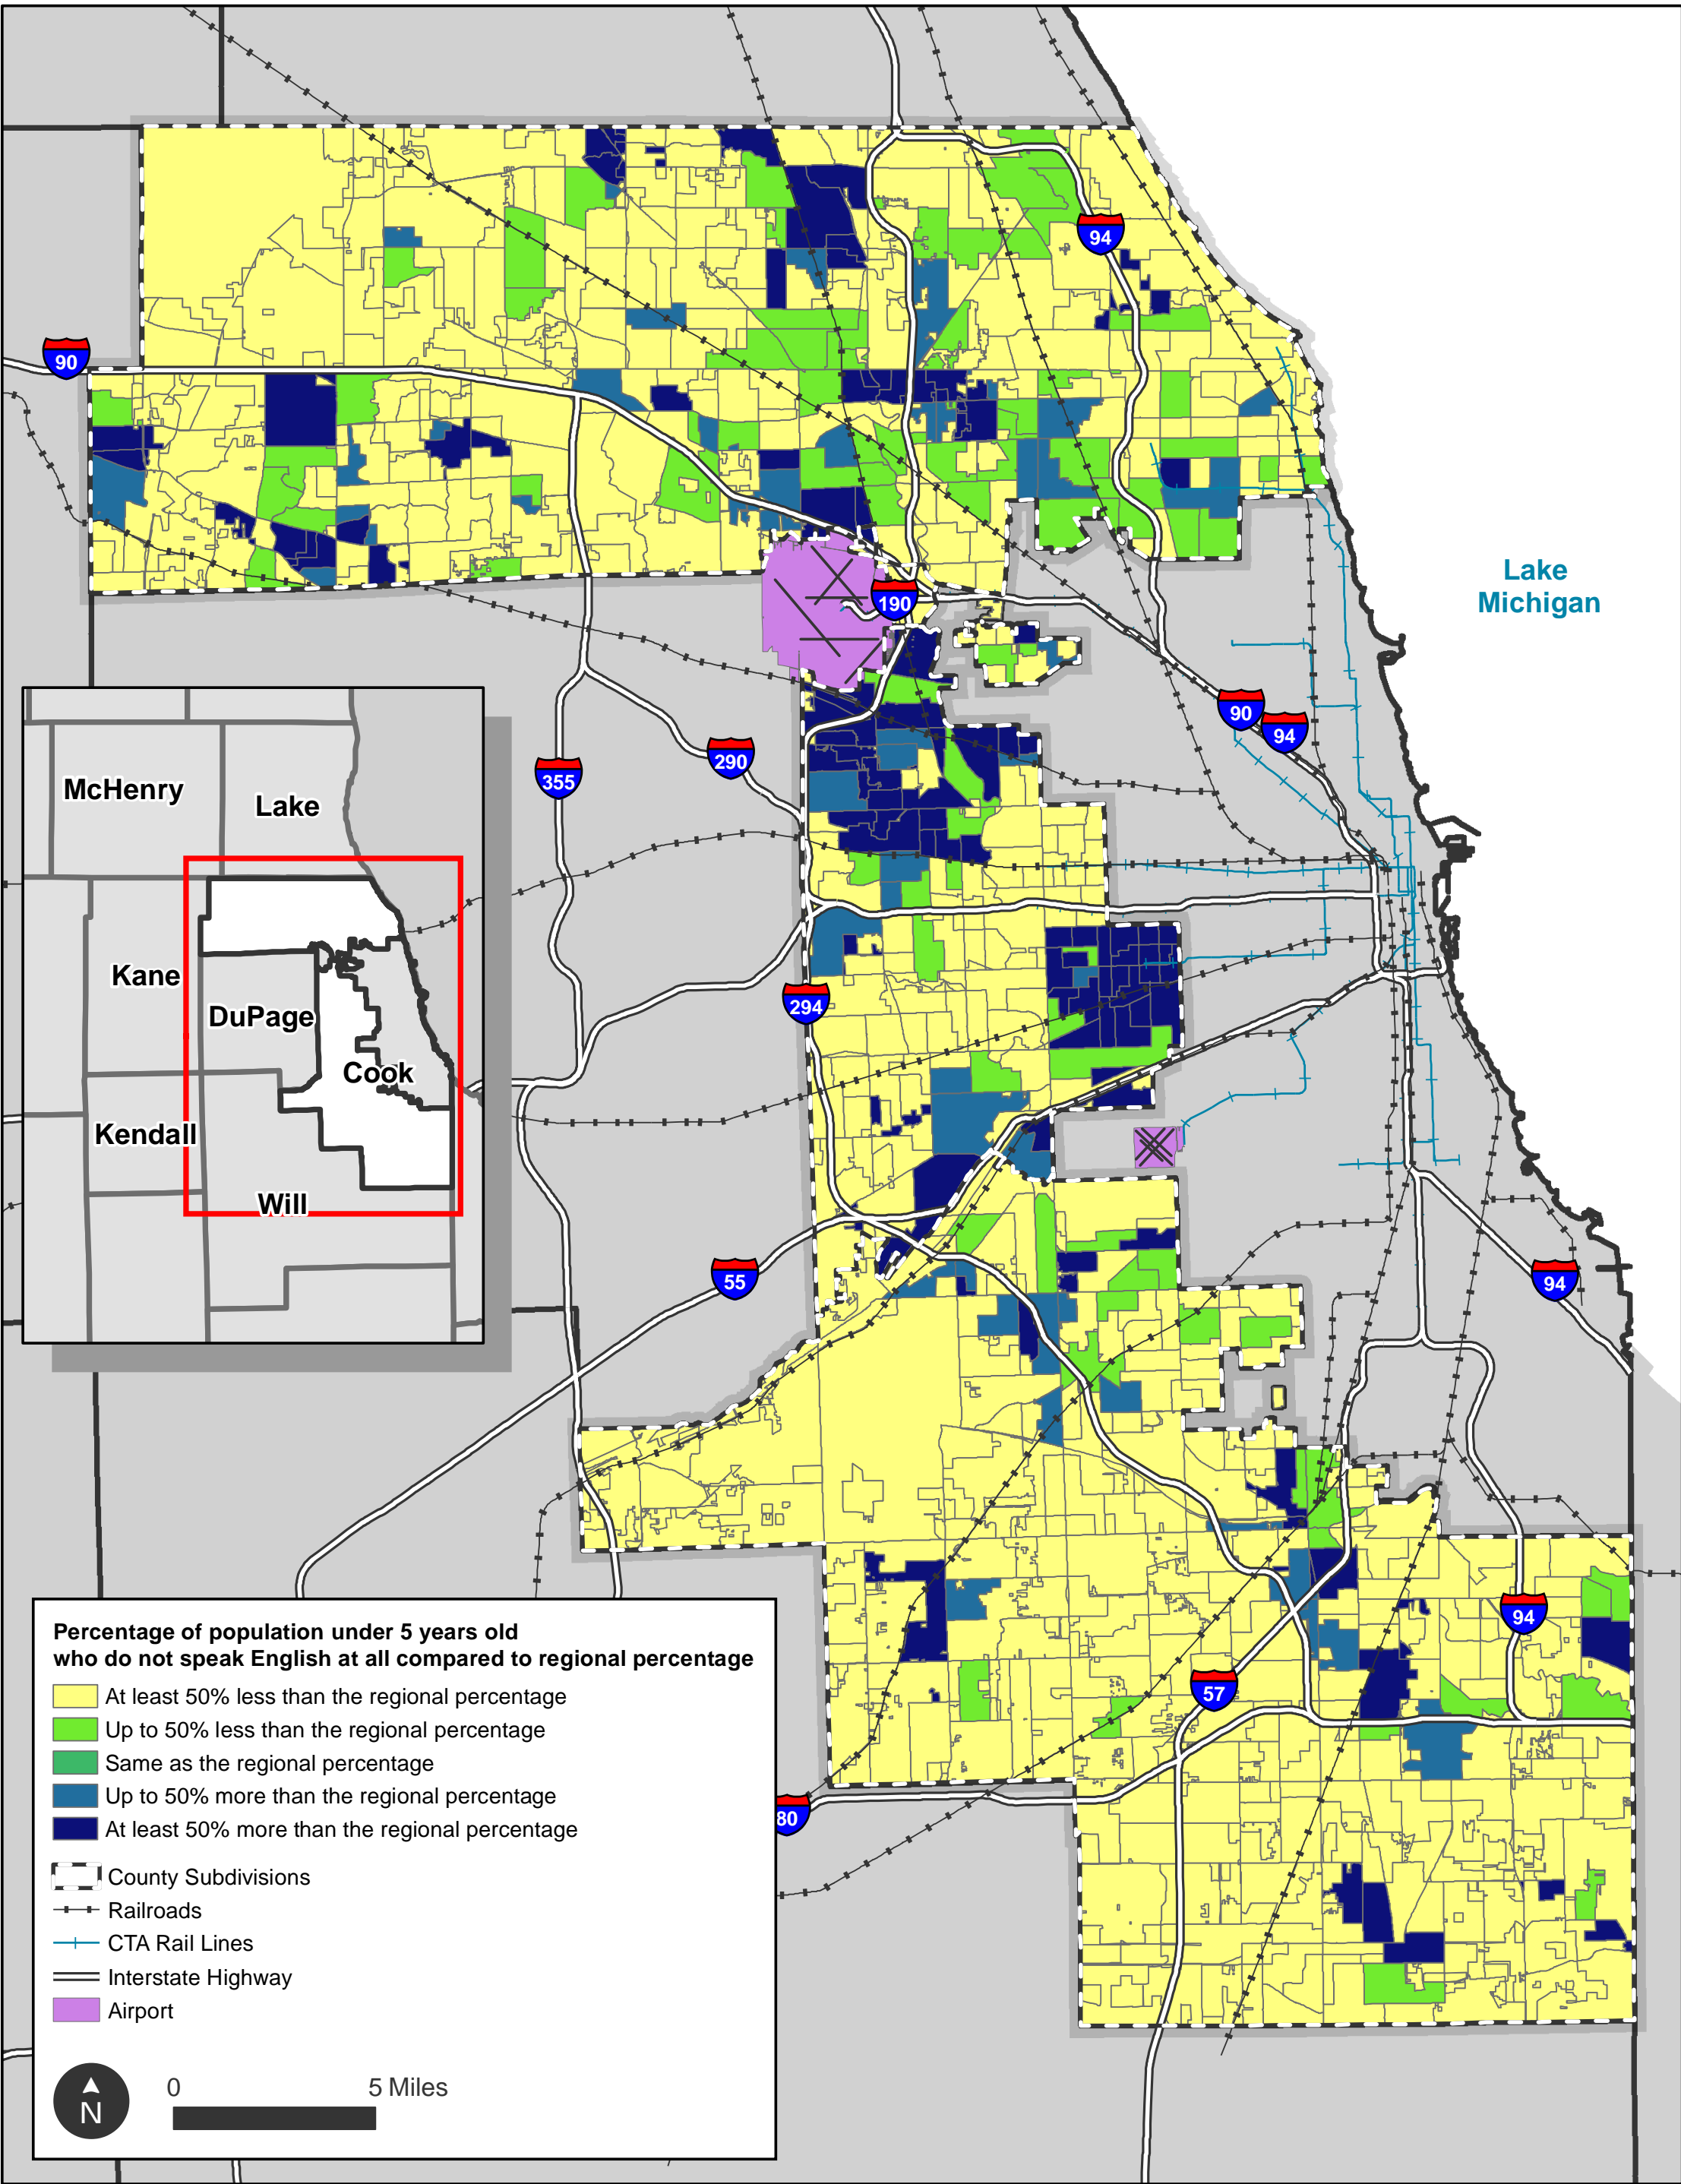 94
90
Lake
Michigan
190
90
94
290
355
McHenry
Lake
Kane
DuPage
Cook
Kendall
Will
294
55
94
94
57
80
Percentage of population under 5 years old
who do not speak English at all compared to regional percentage
At least 50% less than the regional percentage
Up to 50% less than the regional percentage
Same as the regional percentage
Up to 50% more than the regional percentage
At least 50% more than the regional percentage
County Subdivisions
Railroads
CTA Rail Lines
Interstate Highway
Airport
N
0 5 Miles